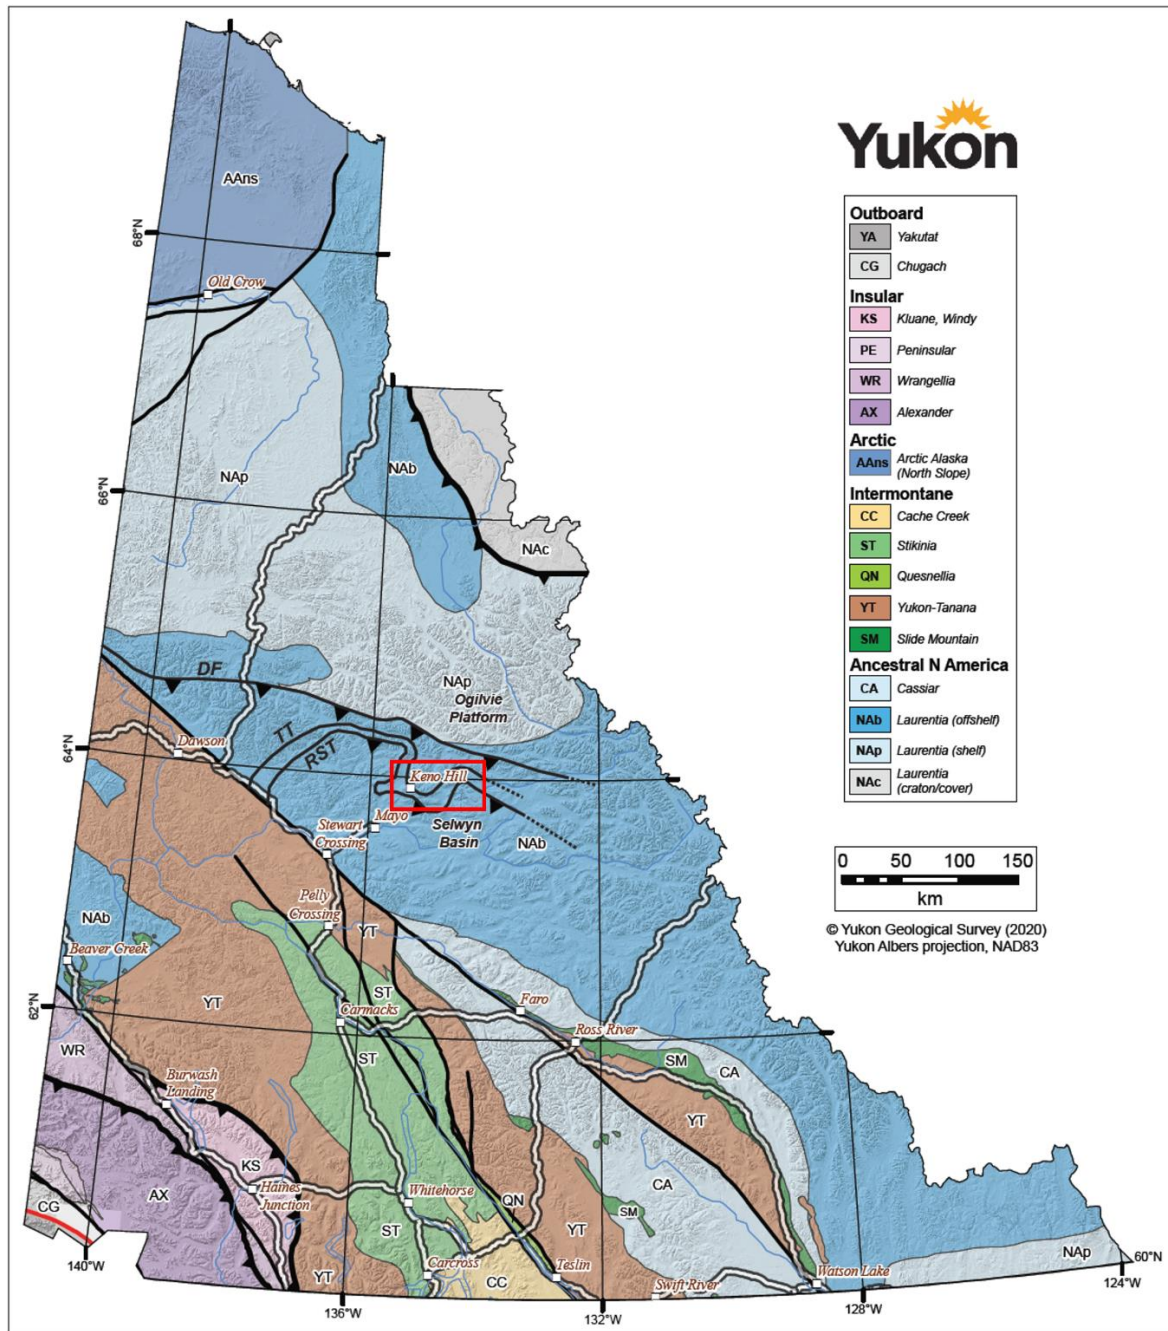 Yukon
Outboard
YA Yakutat
CG Chugach
Insular
KS Kluane, Windy
PE Peninsular
WR Wrangellia
AX Alexander
Arctic
AAns Arctic Alaska
(North Slope)
Intermontane
CC Cache Creek
ST Stikinia
QN Quesnellia
YT Yukon-Tanana
SM Slide Mountain
Ancestral N America
CA Cassiar
NAb Laurentia (offshelf)
NAp Laurentia (shelf)
NAc Laurentia
(craton/cover)
0 50 100 150
km
© Yukon Geological Survey (2020)
Yukon Albers projection, NAD83
AAns
68°N
Old Crow
NAb
NAp
66°N
NAc
DF
NAp
Ogilvie
Platform
TT
RST
Dawson
64°N
Keno Hill
Mayo
Selwyn
Basin
Stewart
Crossing
NAb
Pelly
Crossing
NAb
YT
Beaver Creek
YT
ST
Faro
62°N
Carmacks
Ross River
WR
ST
SM
CA
Burwash
Landing
YT
KS
CA
AX
Haines
Junction
Whitehorse
QN
SM
CG
ST
YT
NAp
60°N
140°W
YT
Carcross
CC
Teslin
Swift River
Watson Lake
124°W
136°W
132°W
128°W